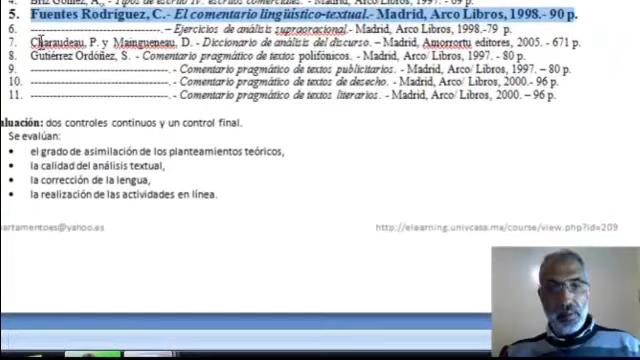 4. Briz Gómez, A., - Tipos de escrito IV: escritos comerciales. - Madrid, Arco/ Libros, 1997. - 69 p.
5. Fuentes Rodríguez, C.- El comentario lingüístico-textual.- Madrid, Arco Libros, 1998.- 90 p.
6. ---------------------------------. – Ejercicios de análisis supraoracional.- Madrid, Arco Libros, 1998.-79 p.
7. Charaudeau, P. y Maingueneau, D. - Diccionario de análisis del discurso. – Madrid, Amorrortu editores, 2005. - 671 p.
8. Gutiérrez Ordóñez, S. - Comentario pragmático de textos polifónicos. - Madrid, Arco/ Libros, 1997. - 80 p.
9. ---------------------------------. - Comentario pragmático de textos publicitarios. - Madrid, Arco/ Libros, 1997. – 80 p.
10. ---------------------------------. - Comentario pragmático de textos de desecho. - Madrid, Arco/ Libros, 2000.- 96 p.
11. ---------------------------------. - Comentario pragmático de textos literarios. - Madrid, Arco/ Libros, 2000. – 96 p.
aluación: dos controles continuos y un control final.
Se evalúan:
• el grado de asimilación de los planteamientos teóricos,
• la calidad del análisis textual,
• la corrección de la lengua,
• la realización de las actividades en línea.
artamentoes@yahoo.es http://elearning.univcasa.ma/course/view.php?id=209